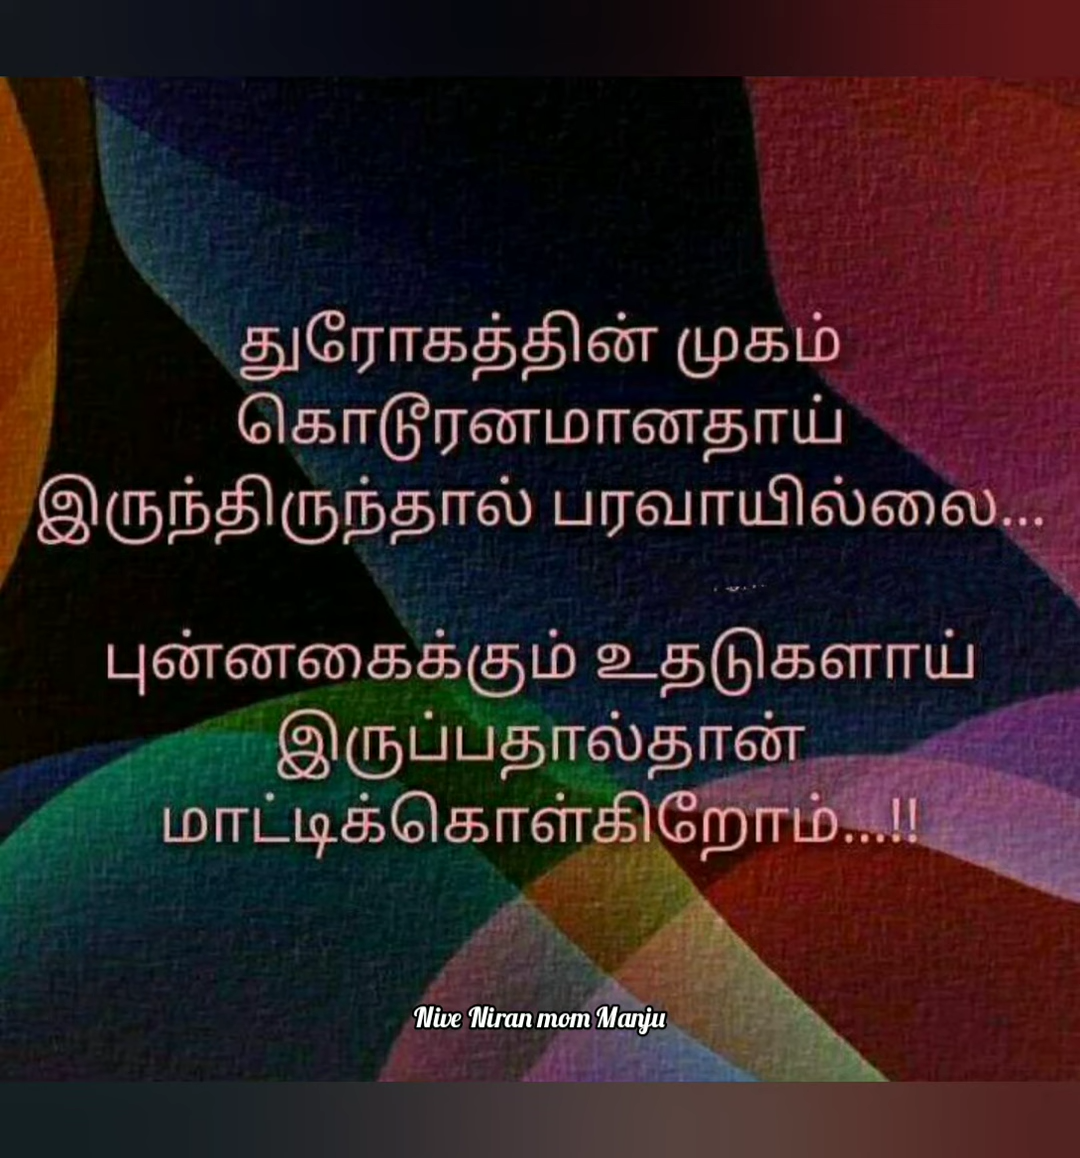 துரோகத்தின் முகம்
கொடூரனமானதாய்
இருந்திருந்தால் பரவாயில்லை...
புன்னகைக்கும் உதடுகளாய்
இருப்பதால்தான்
மாட்டிக்கொள்கிறோம்...!!
Nive Niran mom Manju